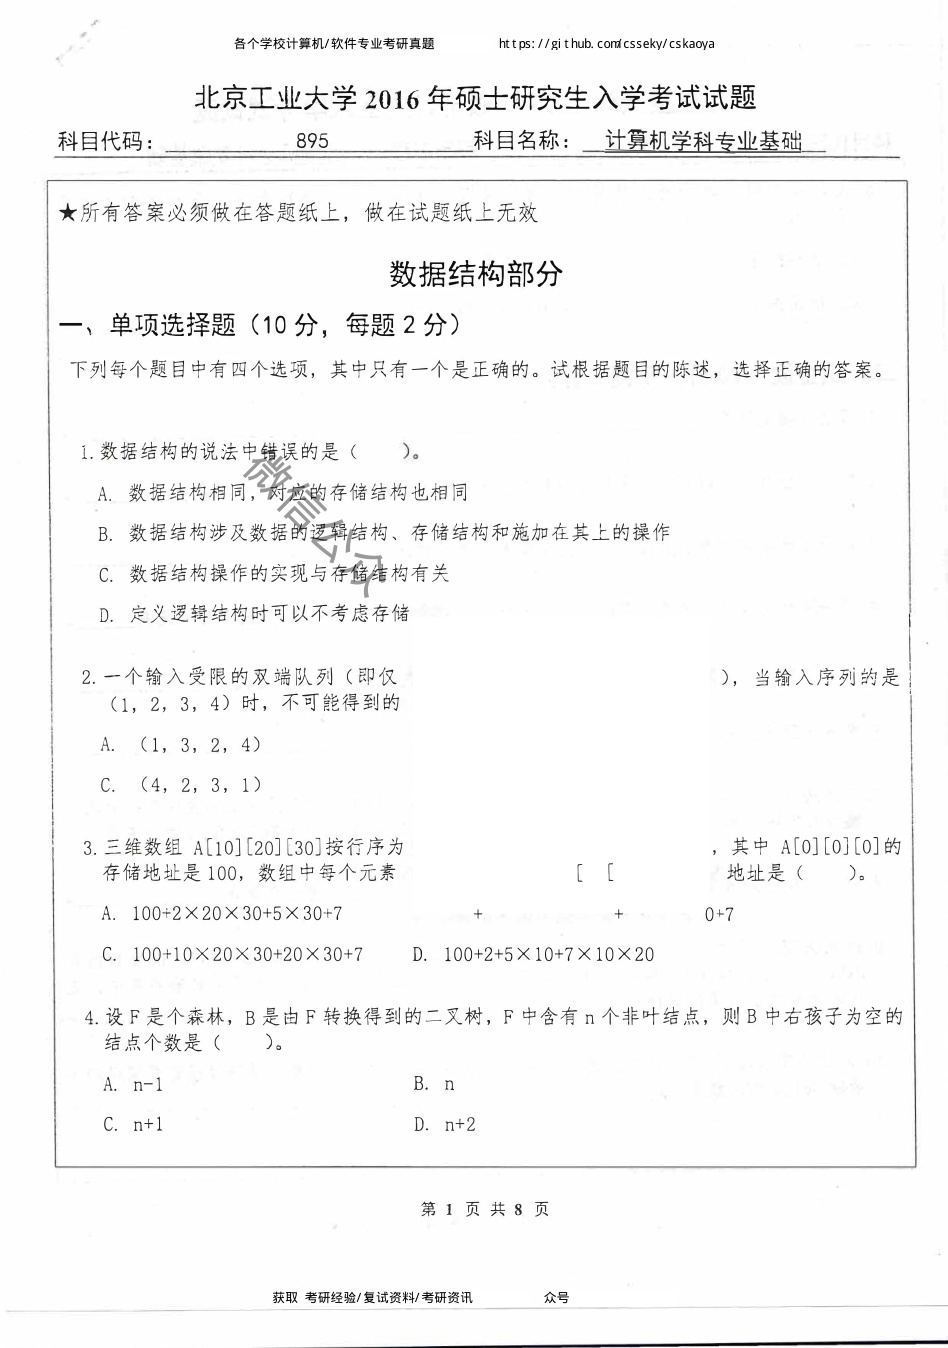 各个学校计算机/软件专业考研真题 https://github.com/csseky/cskaoya
北京工业大学 2016 年硕士研究生入学考试试题
科目代码： 895 科目名称： 计算机学科专业基础
★所有答案必须做在答题纸上，做在试题纸上无效
数据结构部分
一、单项选择题（10 分，每题 2 分）
下列每个题目中有四个选项，其中只有一个是正确的。试根据题目的陈述，选择正确的答案。
1. 数据结构的说法中错误的是（ ）。
A. 数据结构相同，对应的存储结构也相同
B. 数据结构涉及数据的逻辑结构、存储结构和施加在其上的操作
C. 数据结构操作的实现与存储结构有关
D. 定义逻辑结构时可以不考虑存储
微信公众
2. 一个输入受限的双端队列（即仅 ），当输入序列的是
（1, 2, 3, 4）时，不可能得到的
A. （1, 3, 2, 4）
C. （4, 2, 3, 1）
3. 三维数组 A[10][20][30]按行序为 ，其中 A[0][0][0]的
存储地址是 100，数组中每个元素 [ [ 地址是（ ）。
A. 100+2×20×30+5×30+7 + + 0+7
C. 100+10×20×30+20×30+7 D. 100+2+5×10+7×10×20
4. 设 F 是个森林，B 是由 F 转换得到的二叉树，F 中含有 n 个非叶结点，则 B 中右孩子为空的
结点个数是（ ）。
A. n-1 B. n
C. n+1 D. n+2
第 1 页 共 8 页
获取 考研经验/复试资料/考研资讯 众号